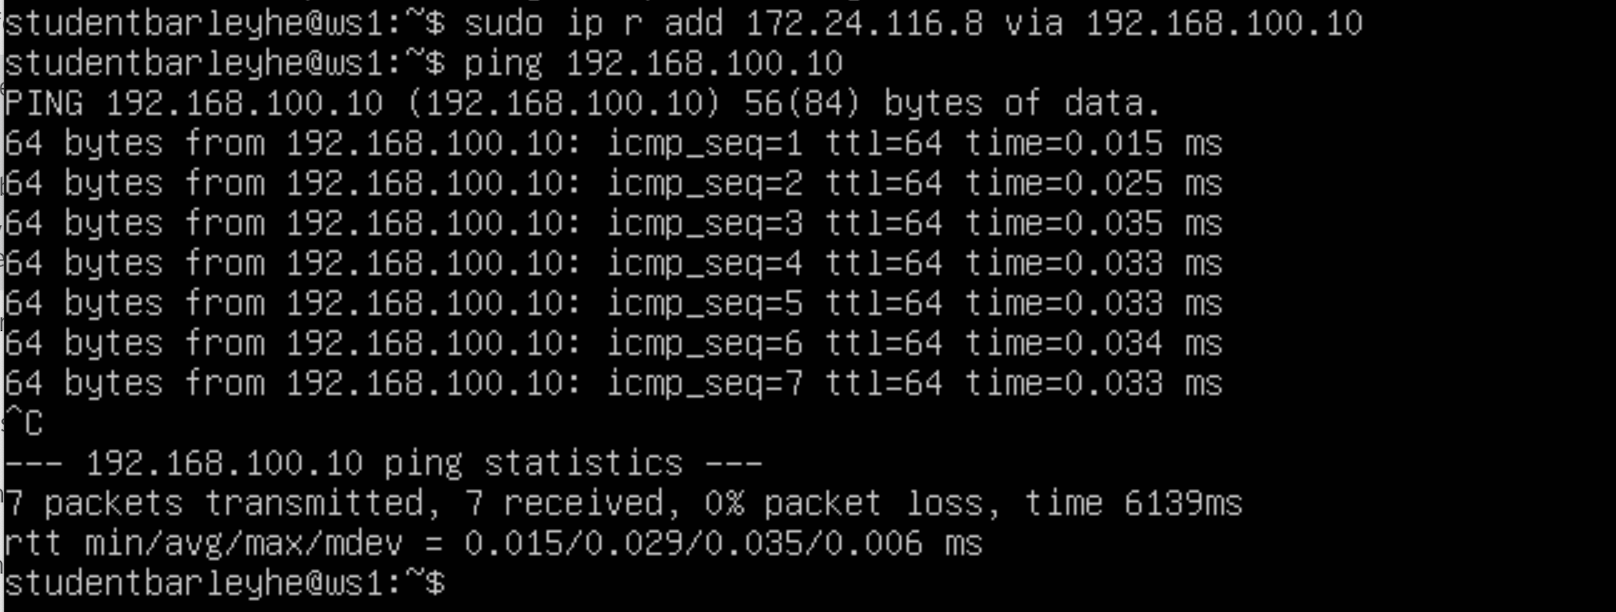 studentbarleyhe@ws1:~$ sudo ip r add 172.24.116.8 via 192.168.100.10
studentbarleyhe@ws1:~$ ping 192.168.100.10
PING 192.168.100.10 (192.168.100.10) 56(84) bytes of data.
64 bytes from 192.168.100.10: icmp_seq=1 ttl=64 time=0.015 ms
64 bytes from 192.168.100.10: icmp_seq=2 ttl=64 time=0.025 ms
64 bytes from 192.168.100.10: icmp_seq=3 ttl=64 time=0.035 ms
64 bytes from 192.168.100.10: icmp_seq=4 ttl=64 time=0.033 ms
64 bytes from 192.168.100.10: icmp_seq=5 ttl=64 time=0.033 ms
64 bytes from 192.168.100.10: icmp_seq=6 ttl=64 time=0.034 ms
64 bytes from 192.168.100.10: icmp_seq=7 ttl=64 time=0.033 ms
^C
--- 192.168.100.10 ping statistics ---
7 packets transmitted, 7 received, 0% packet loss, time 6139ms
rtt min/avg/max/mdev = 0.015/0.029/0.035/0.006 ms
studentbarleyhe@ws1:~$